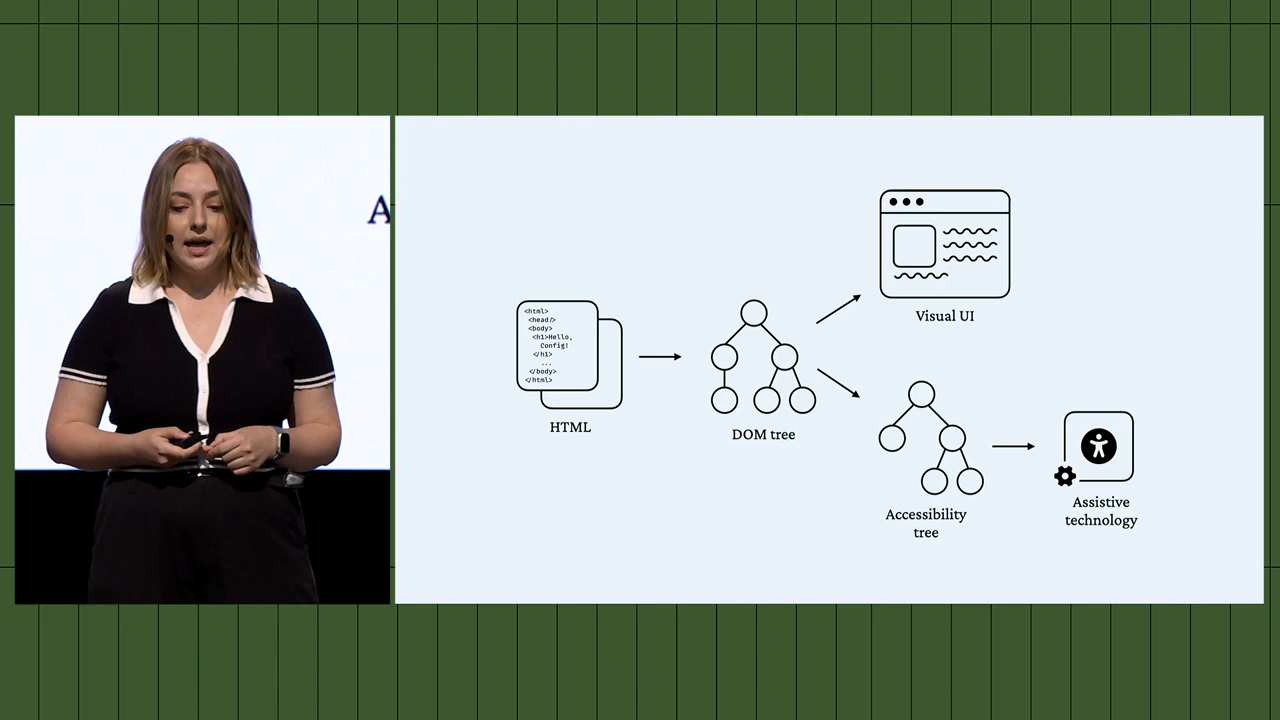 A
<html>
<head/>
<body>
<h1>Hello,
Config!
</h1>
...
</body>
</html>
HTML
DOM tree
Visual UI
Accessibility
tree
Assistive
technology